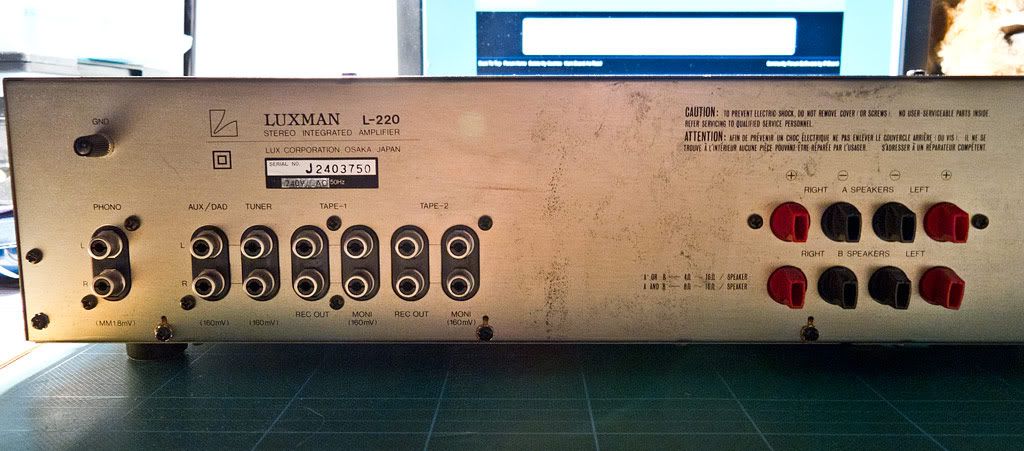 LUXMAN L-220
STEREO INTEGRATED AMPLIFIER
LUX CORPORATION OSAKA JAPAN
SERIAL NO. J2403750
240V 50Hz
GND
CAUTION: TO PREVENT ELECTRIC SHOCK, DO NOT REMOVE COVER (OR SCREWS). NO USER-SERVICEABLE PARTS INSIDE.
REFER SERVICING TO QUALIFIED SERVICE PERSONNEL.
ATTENTION: AFIN DE PRÉVENIR UN CHOC ÉLECTRIQUE NE PAS ENLEVER LE COUVERCLE ARRIÈRE (OU VIS). IL NE SE
TROUVE À L'INTÉRIEUR AUCUNE PIÈCE POUVANT ÊTRE RÉPARÉE PAR L'USAGER. S'ADRESSER À UN RÉPARATEUR COMPÉTENT.
PHONO AUX/DAD TUNER TAPE-1 TAPE-2
L L
R R
(MM1.8mV) (160mV) (160mV) REC OUT MONI (160mV) REC OUT MONI (160mV)
+ − − +
RIGHT A SPEAKERS LEFT
RIGHT B SPEAKERS LEFT
A OR B — 4Ω — 16Ω / SPEAKER
A AND B — 8Ω — 16Ω / SPEAKER